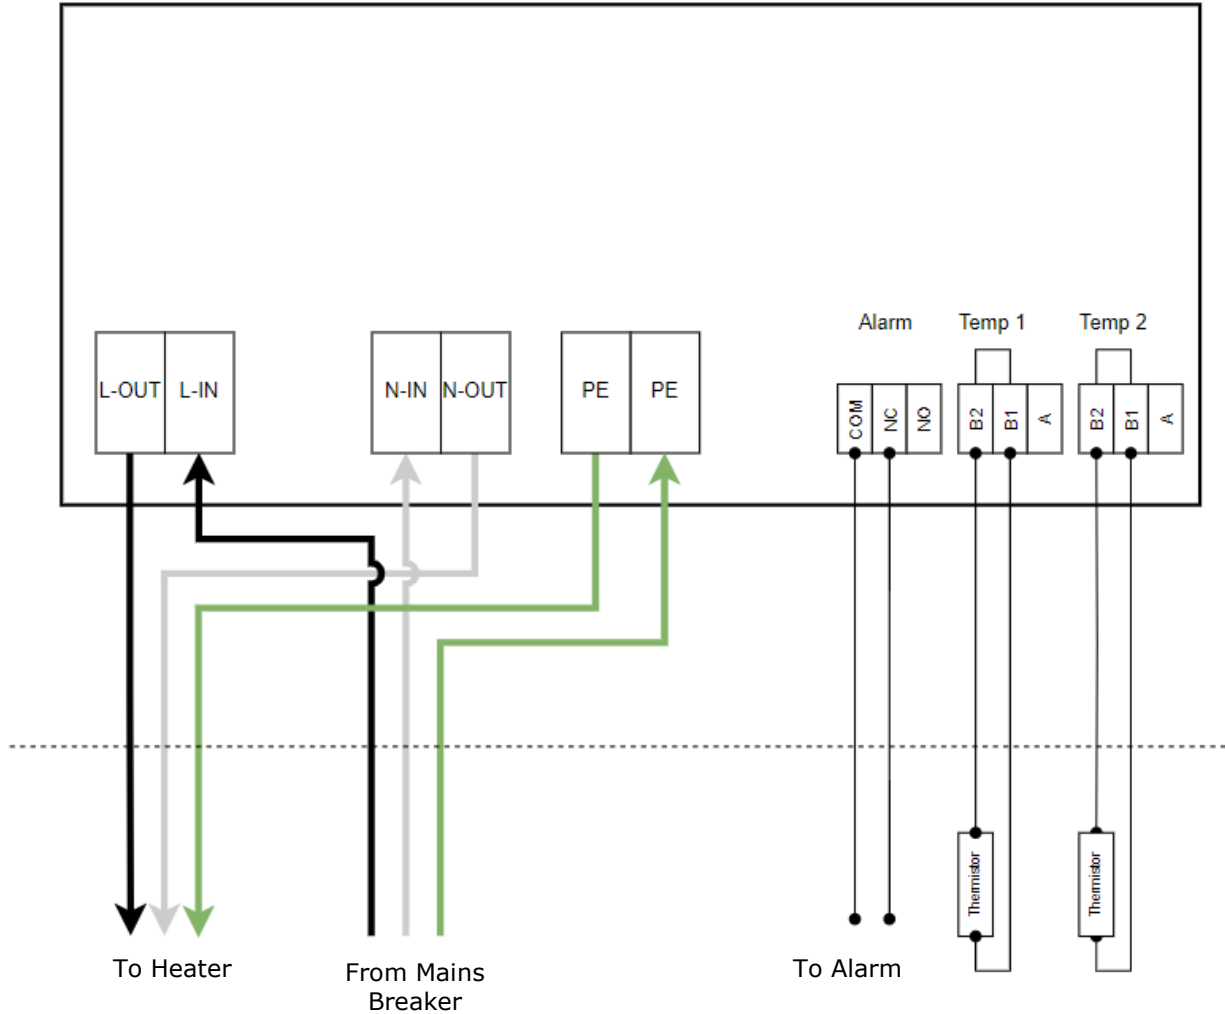 Alarm
Temp 1
Temp 2
L-OUT
L-IN
N-IN
N-OUT
PE
PE
COM
NC
NO
B2
B1
A
B2
B1
A
Thermistor
Thermistor
To Heater
From Mains
Breaker
To Alarm